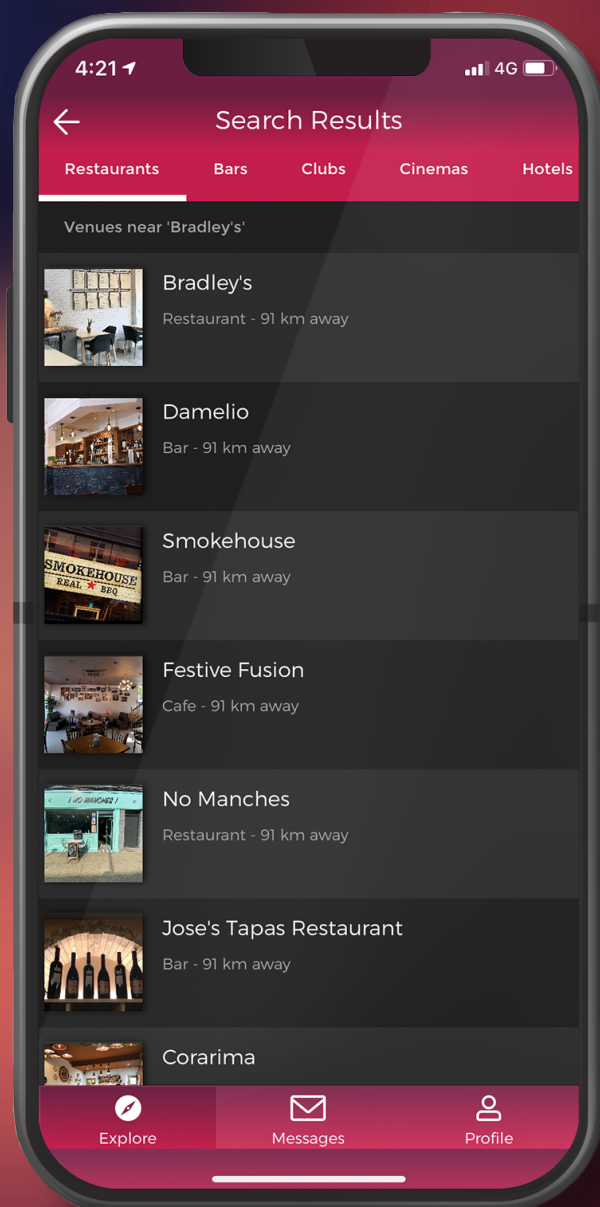 4:21
4G
Search Results
Restaurants
Bars
Clubs
Cinemas
Hotels
Venues near 'Bradley's'
Bradley's
Restaurant - 91 km away
Damelio
Bar - 91 km away
SMOKEHOUSE
REAL BBQ
Smokehouse
Bar - 91 km away
Festive Fusion
Cafe - 91 km away
¡NO MANCHES!
No Manches
Restaurant - 91 km away
Jose's Tapas Restaurant
Bar - 91 km away
Corarima
Explore
Messages
Profile